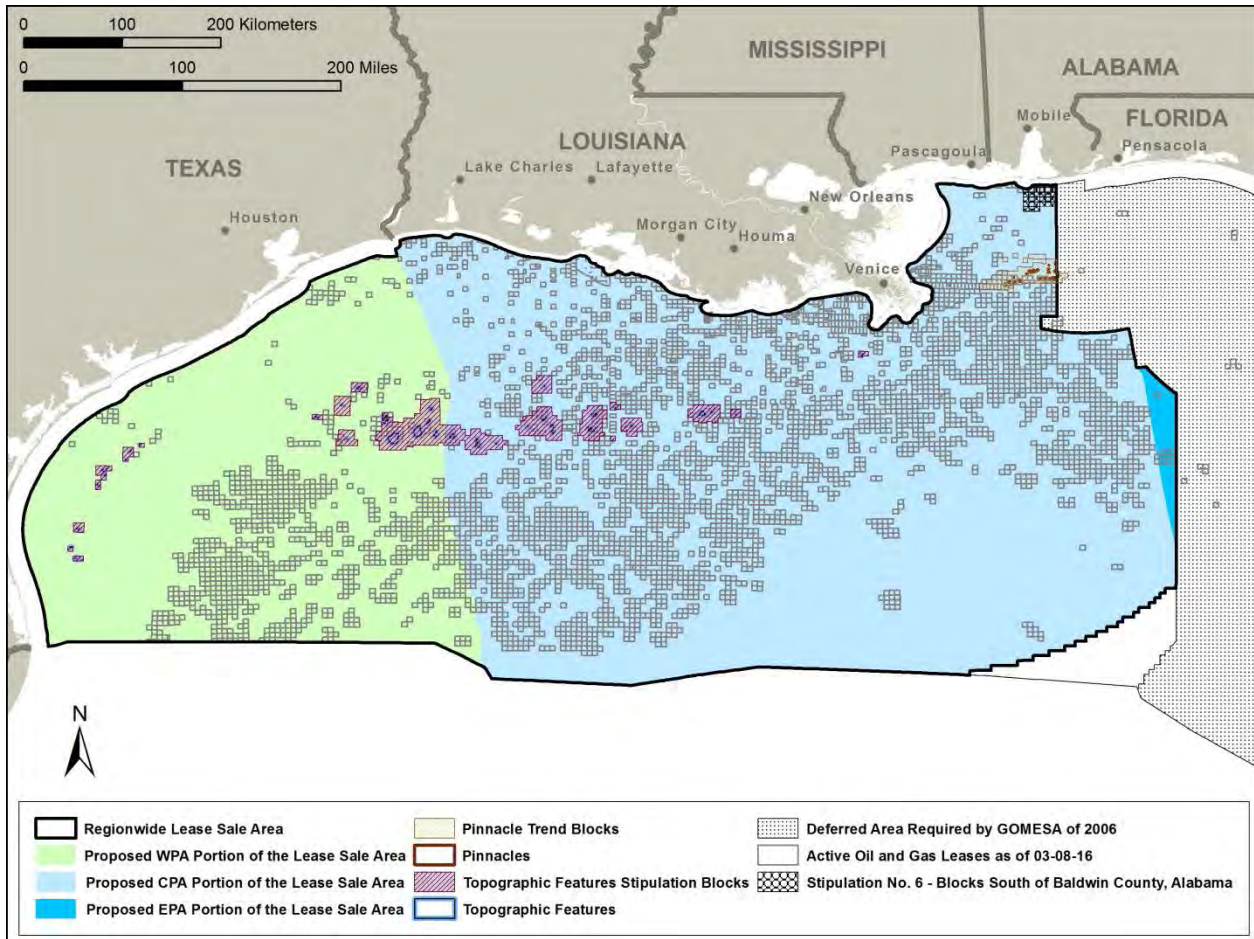 0 100 200 Kilometers
0 100 200 Miles
MISSISSIPPI
ALABAMA
FLORIDA
LOUISIANA
TEXAS
Mobile
Pensacola
Pascagoula
Lake Charles
Lafayette
New Orleans
Houston
Morgan City
Houma
Venice
N
Regionwide Lease Sale Area
Proposed WPA Portion of the Lease Sale Area
Proposed CPA Portion of the Lease Sale Area
Proposed EPA Portion of the Lease Sale Area
Pinnacle Trend Blocks
Pinnacles
Topographic Features Stipulation Blocks
Topographic Features
Deferred Area Required by GOMESA of 2006
Active Oil and Gas Leases as of 03-08-16
Stipulation No. 6 - Blocks South of Baldwin County, Alabama